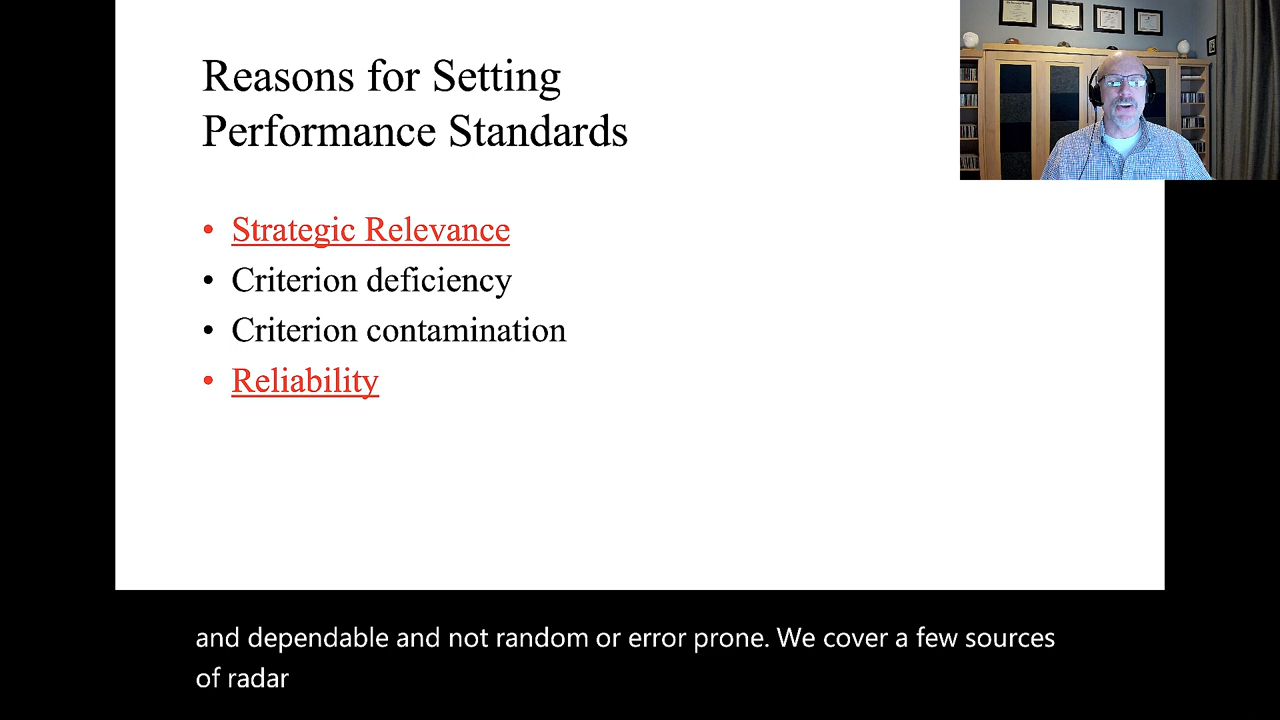 Reasons for Setting
Performance Standards
• Strategic Relevance
• Criterion deficiency
• Criterion contamination
• Reliability
and dependable and not random or error prone. We cover a few sources
of radar